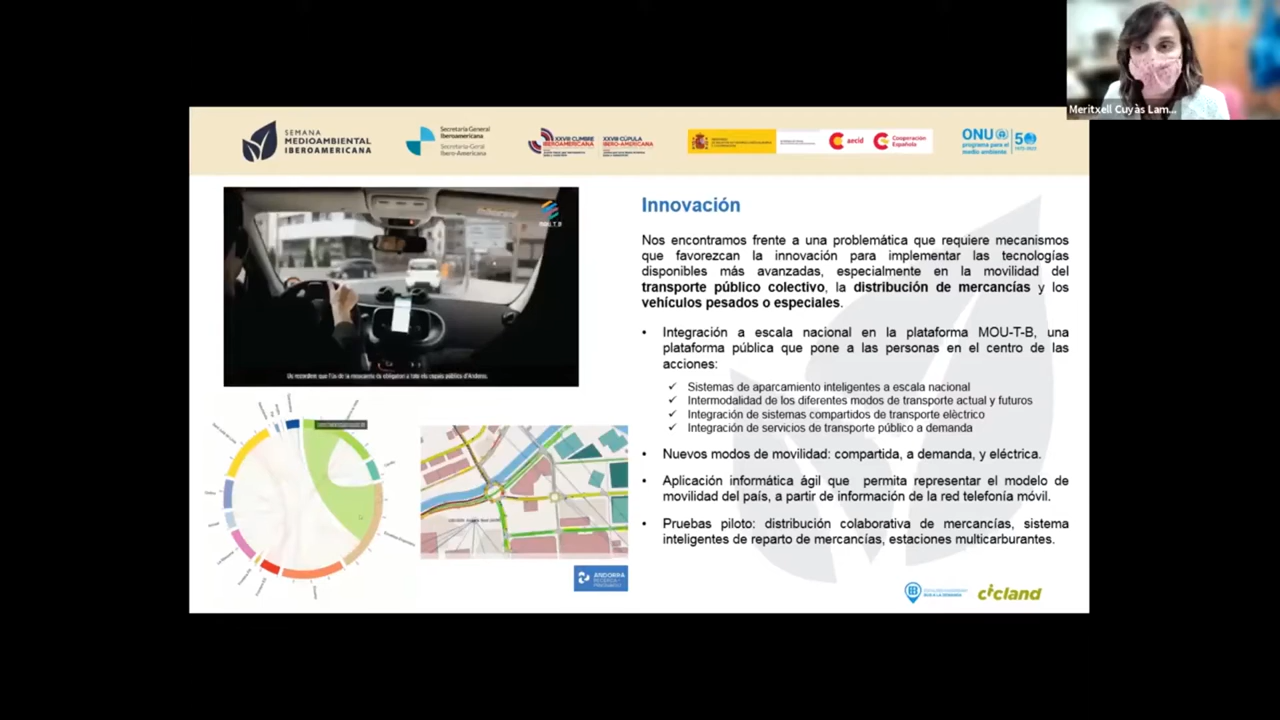 Meritxell Cuyàs Lam...
SEMANA
MEDIOAMBIENTAL
IBEROAMERICANA
Secretaría General
Iberoamericana
Secretaria-Geral
Ibero-Americana
XXVIII CUMBRE
IBEROAMERICANA
XXVIII CÚPULA
IBERO-AMERICANA
aecid
Cooperación
Española
ONU
programa para el
medio ambiente
50
1972-2022
Innovación
Nos encontramos frente a una problemática que requiere mecanismos
que favorezcan la innovación para implementar las tecnologías
disponibles más avanzadas, especialmente en la movilidad del
transporte público colectivo, la distribución de mercancías y los
vehículos pesados o especiales.
• Integración a escala nacional en la plataforma MOU-T-B, una
plataforma pública que pone a las personas en el centro de las
acciones:
✓ Sistemas de aparcamiento inteligentes a escala nacional
✓ Intermodalidad de los diferentes modos de transporte actual y futuros
✓ Integración de sistemas compartidos de transporte elèctrico
✓ Integración de servicios de transporte público a demanda
• Nuevos modos de movilidad: compartida, a demanda, y eléctrica.
• Aplicación informática ágil que permita representar el modelo de
movilidad del país, a partir de información de la red telefonía móvil.
• Pruebas piloto: distribución colaborativa de mercancías, sistema
inteligentes de reparto de mercancías, estaciones multicarburantes.
ANDORRA
cicland